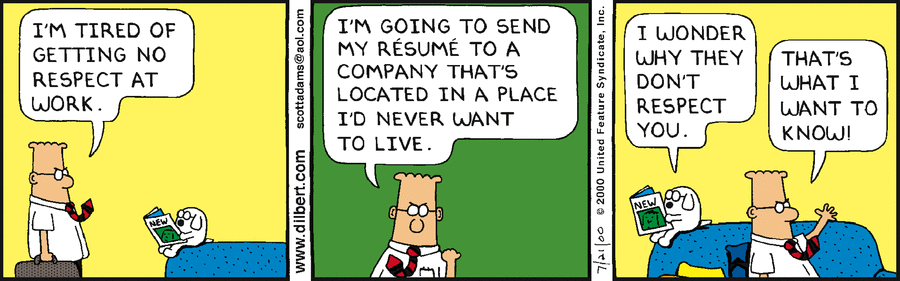 I'M TIRED OF
GETTING NO
RESPECT AT
WORK.
NEW
www.dilbert.com
scottadams@aol.com
I'M GOING TO SEND
MY RÉSUMÉ TO A
COMPANY THAT'S
LOCATED IN A PLACE
I'D NEVER WANT
TO LIVE.
7/21/00 © 2000 United Feature Syndicate, Inc.
I WONDER
WHY THEY
DON'T
RESPECT
YOU.
THAT'S
WHAT I
WANT TO
KNOW!
NEW